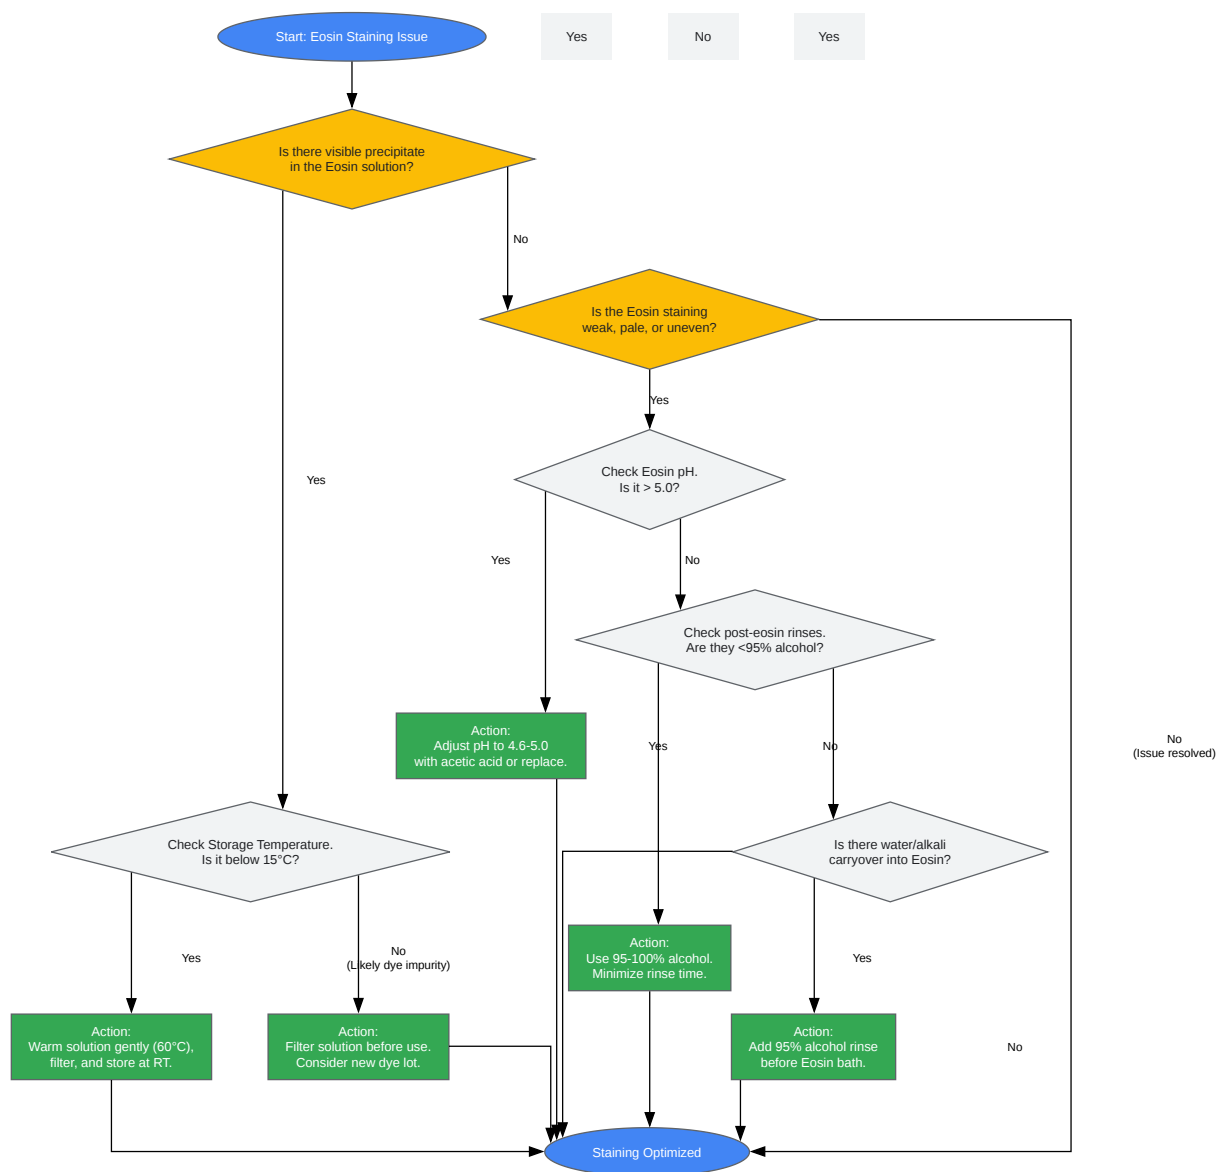 Start: Eosin Staining Issue
Yes
No
Yes
Is there visible precipitate
in the Eosin solution?
No
Is the Eosin staining
weak, pale, or uneven?
Yes
Check Eosin pH.
Is it > 5.0?
Yes
Yes
No
Check post-eosin rinses.
Are they <95% alcohol?
Action:
Adjust pH to 4.6-5.0
with acetic acid or replace.
Yes
No
No
(Issue resolved)
Check Storage Temperature.
Is it below 15°C?
Is there water/alkali
carryover into Eosin?
Action:
Use 95-100% alcohol.
Minimize rinse time.
Yes
No
(Likely dye impurity)
Yes
Action:
Warm solution gently (60°C),
filter, and store at RT.
Action:
Filter solution before use.
Consider new dye lot.
Action:
Add 95% alcohol rinse
before Eosin bath.
No
Staining Optimized